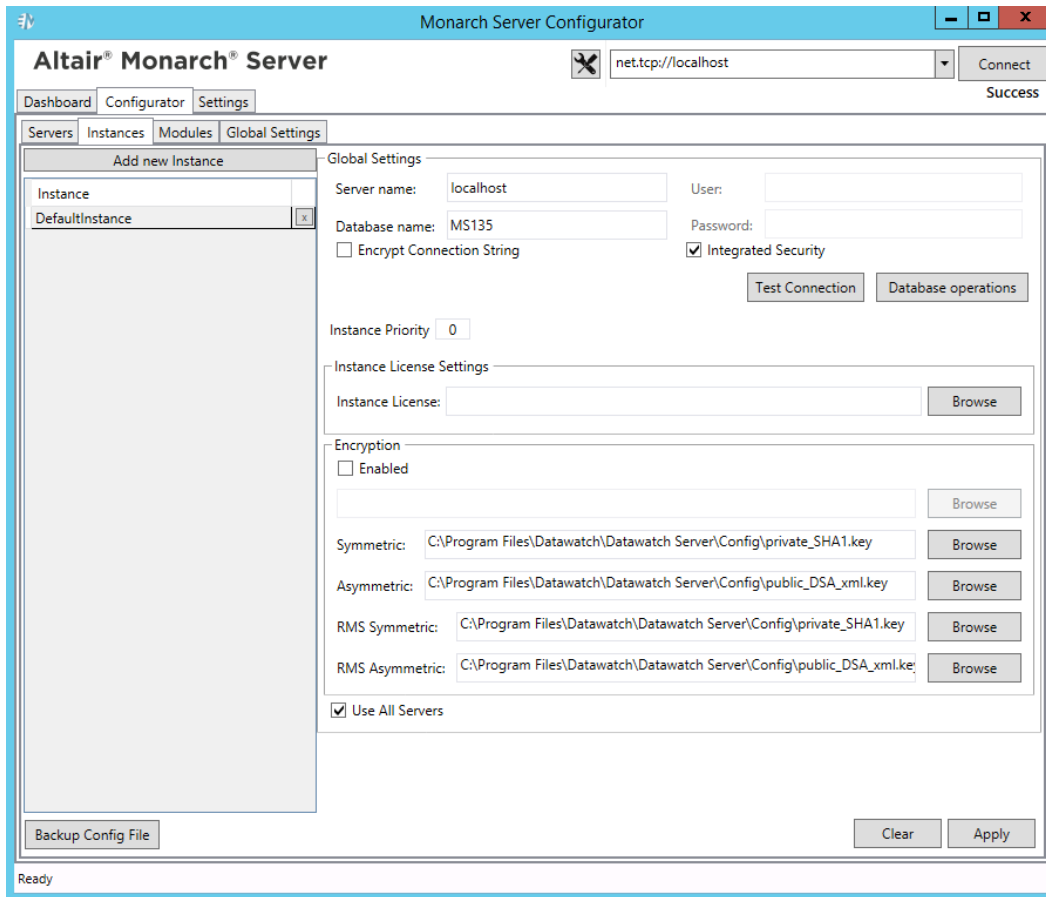 Monarch Server Configurator
Altair® Monarch® Server
net.tcp://localhost
Connect
Success
Dashboard Configurator Settings
Servers Instances Modules Global Settings
Add new Instance
Instance
DefaultInstance x
Global Settings
Server name: localhost User:
Database name: MS135 Password:
Encrypt Connection String Integrated Security
Test Connection Database operations
Instance Priority 0
Instance License Settings
Instance License: Browse
Encryption
Enabled
Browse
Symmetric: C:\Program Files\Datawatch\Datawatch Server\Config\private_SHA1.key Browse
Asymmetric: C:\Program Files\Datawatch\Datawatch Server\Config\public_DSA_xml.key Browse
RMS Symmetric: C:\Program Files\Datawatch\Datawatch Server\Config\private_SHA1.key Browse
RMS Asymmetric: C:\Program Files\Datawatch\Datawatch Server\Config\public_DSA_xml.key Browse
Use All Servers
Backup Config File Clear Apply
Ready